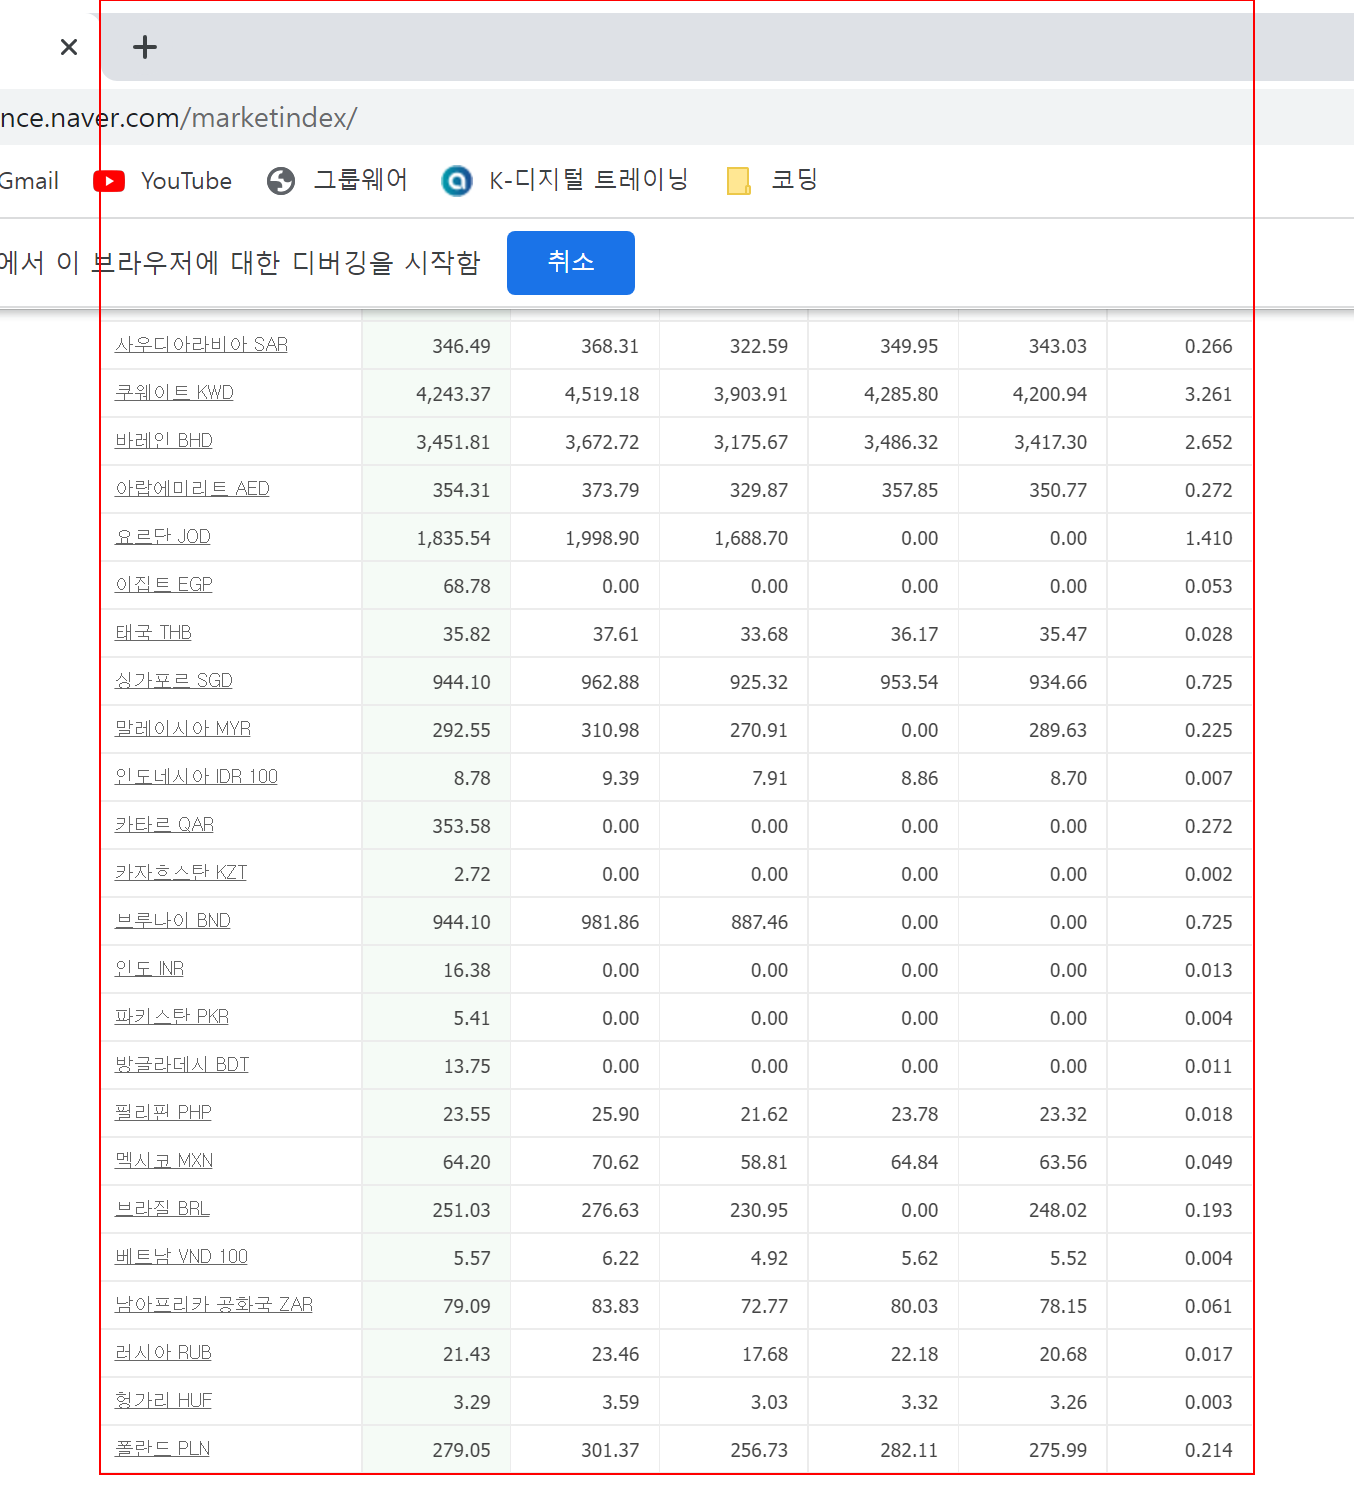 nce.naver.com/marketindex/
Gmail YouTube 그룹웨어 K-디지털 트레이닝 코딩
에서 이 브라우저에 대한 디버깅을 시작함 취소
사우디아라비아 SAR 346.49 368.31 322.59 349.95 343.03 0.266
쿠웨이트 KWD 4,243.37 4,519.18 3,903.91 4,285.80 4,200.94 3.261
바레인 BHD 3,451.81 3,672.72 3,175.67 3,486.32 3,417.30 2.652
아랍에미리트 AED 354.31 373.79 329.87 357.85 350.77 0.272
요르단 JOD 1,835.54 1,998.90 1,688.70 0.00 0.00 1.410
이집트 EGP 68.78 0.00 0.00 0.00 0.00 0.053
태국 THB 35.82 37.61 33.68 36.17 35.47 0.028
싱가포르 SGD 944.10 962.88 925.32 953.54 934.66 0.725
말레이시아 MYR 292.55 310.98 270.91 0.00 289.63 0.225
인도네시아 IDR 100 8.78 9.39 7.91 8.86 8.70 0.007
카타르 QAR 353.58 0.00 0.00 0.00 0.00 0.272
카자흐스탄 KZT 2.72 0.00 0.00 0.00 0.00 0.002
브루나이 BND 944.10 981.86 887.46 0.00 0.00 0.725
인도 INR 16.38 0.00 0.00 0.00 0.00 0.013
파키스탄 PKR 5.41 0.00 0.00 0.00 0.00 0.004
방글라데시 BDT 13.75 0.00 0.00 0.00 0.00 0.011
필리핀 PHP 23.55 25.90 21.62 23.78 23.32 0.018
멕시코 MXN 64.20 70.62 58.81 64.84 63.56 0.049
브라질 BRL 251.03 276.63 230.95 0.00 248.02 0.193
베트남 VND 100 5.57 6.22 4.92 5.62 5.52 0.004
남아프리카 공화국 ZAR 79.09 83.83 72.77 80.03 78.15 0.061
러시아 RUB 21.43 23.46 17.68 22.18 20.68 0.017
헝가리 HUF 3.29 3.59 3.03 3.32 3.26 0.003
폴란드 PLN 279.05 301.37 256.73 282.11 275.99 0.214